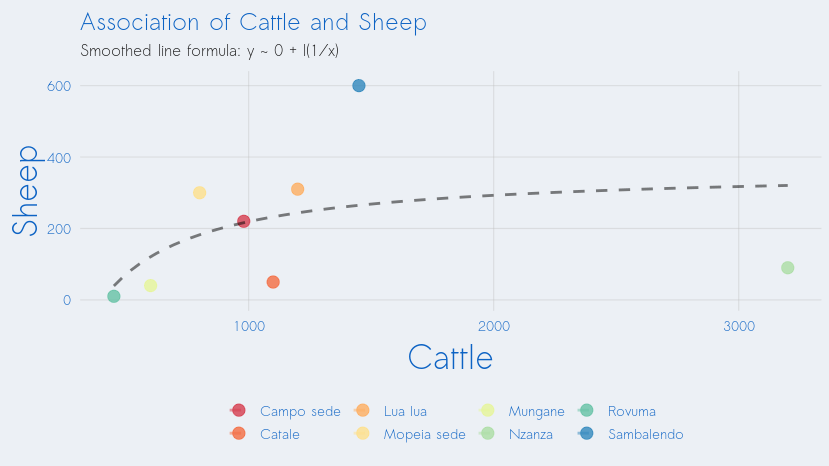 Association of Cattle and Sheep
Smoothed line formula: y ~ 0 + I(1/x)
600
400
200
0
Sheep
1000 2000 3000
Cattle
Campo sede Lua lua Mungane Rovuma
Catale Mopeia sede Nzanza Sambalendo